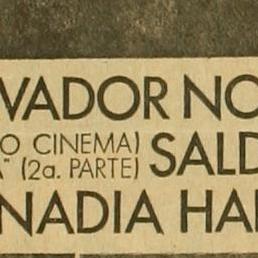 VADOR NO
O CINEMA)
A" (2a. PARTE) SALD
NADIA HA